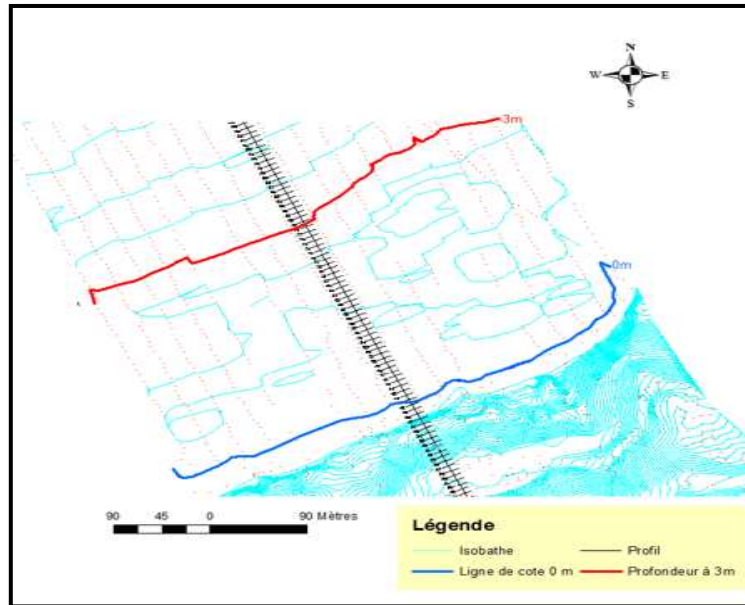 N
W E
S
-3m
0m
90 45 0 90 Mètres
Légende
Isobathe Profil
Ligne de cote 0 m Profondeur à 3m